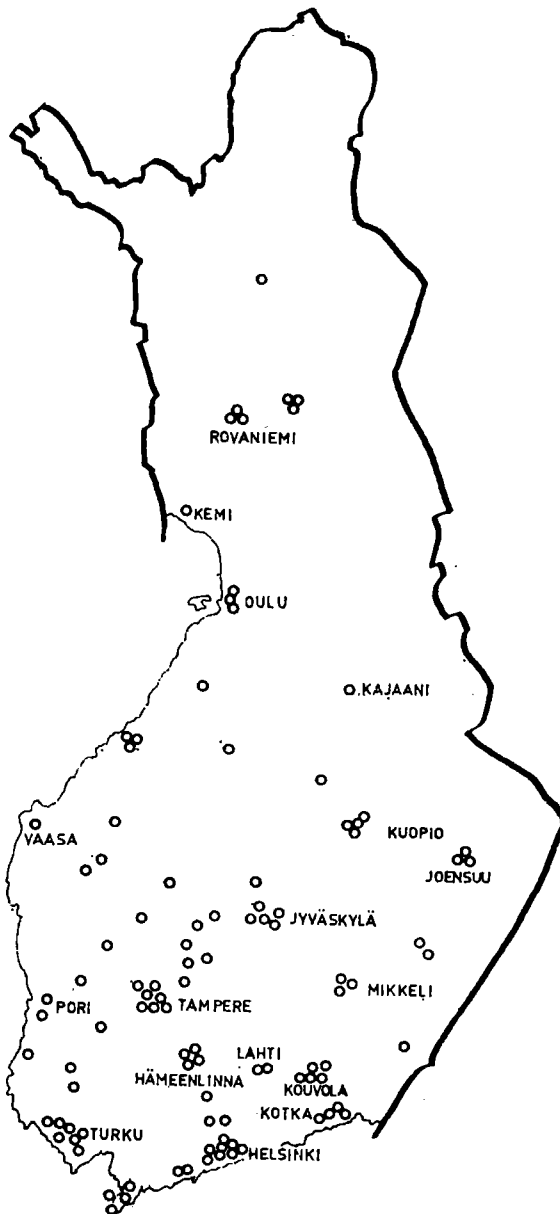 ROVANIEMI
KEMI
OULU
KAJAANI
VAASA
KUOPIO
JOENSUU
JYVÄSKYLÄ
PORI
TAMPERE
MIKKELI
HÄMEENLINNA
LAHTI
KOUVOLA
KOTKA
TURKU
HELSINKI